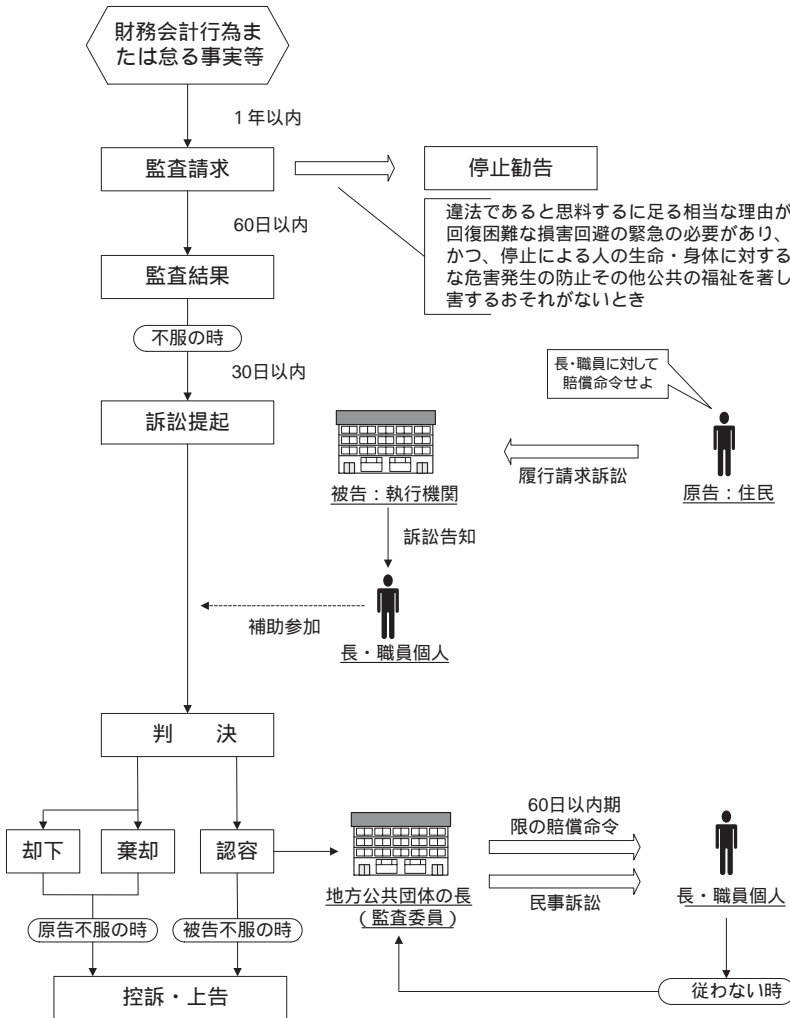 財務会計行為ま
たは怠る事実等
1年以内
監査請求
停止勧告
違法であると思料するに足る相当な理由が
回復困難な損害回避の緊急の必要があり、
かつ、停止による人の生命・身体に対する
な危害発生の防止その他公共の福祉を著し
害するおそれがないとき
60日以内
監査結果
不服の時
30日以内
訴訟提起
長・職員に対して
賠償命令せよ
履行請求訴訟
被告：執行機関
原告：住民
訴訟告知
補助参加
長・職員個人
判　決
却下
棄却
認容
60日以内期
限の賠償命令
民事訴訟
地方公共団体の長
（監査委員）
長・職員個人
原告不服の時
被告不服の時
従わない時
控訴・上告